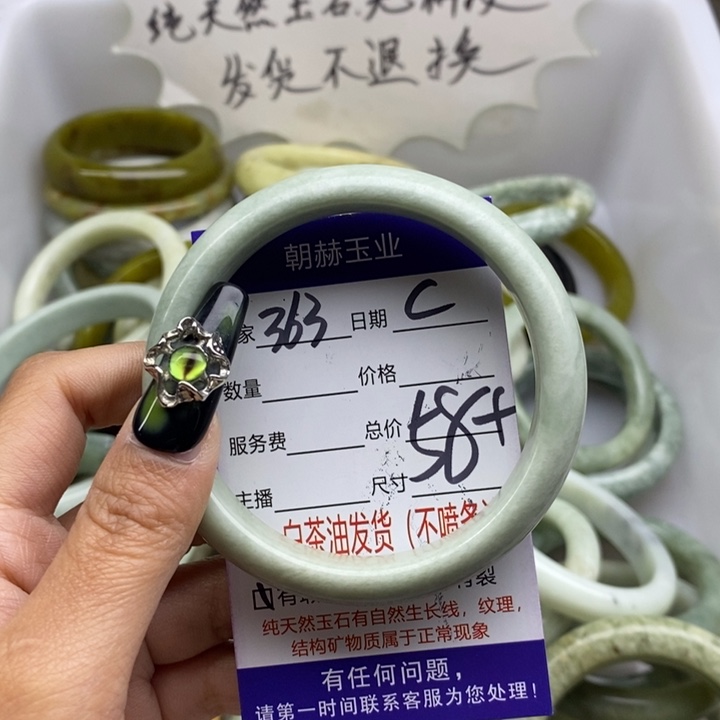 纯天然玉石
发货不退换
朝赫玉业
家 363 日期 C
数量 价格
服务费 总价
主播 尺寸
白茶油发货(不喷
纯天然玉石有自然生长线,纹理,
结构矿物质属于正常现象
有任何问题,
请第一时间联系客服为您处理!